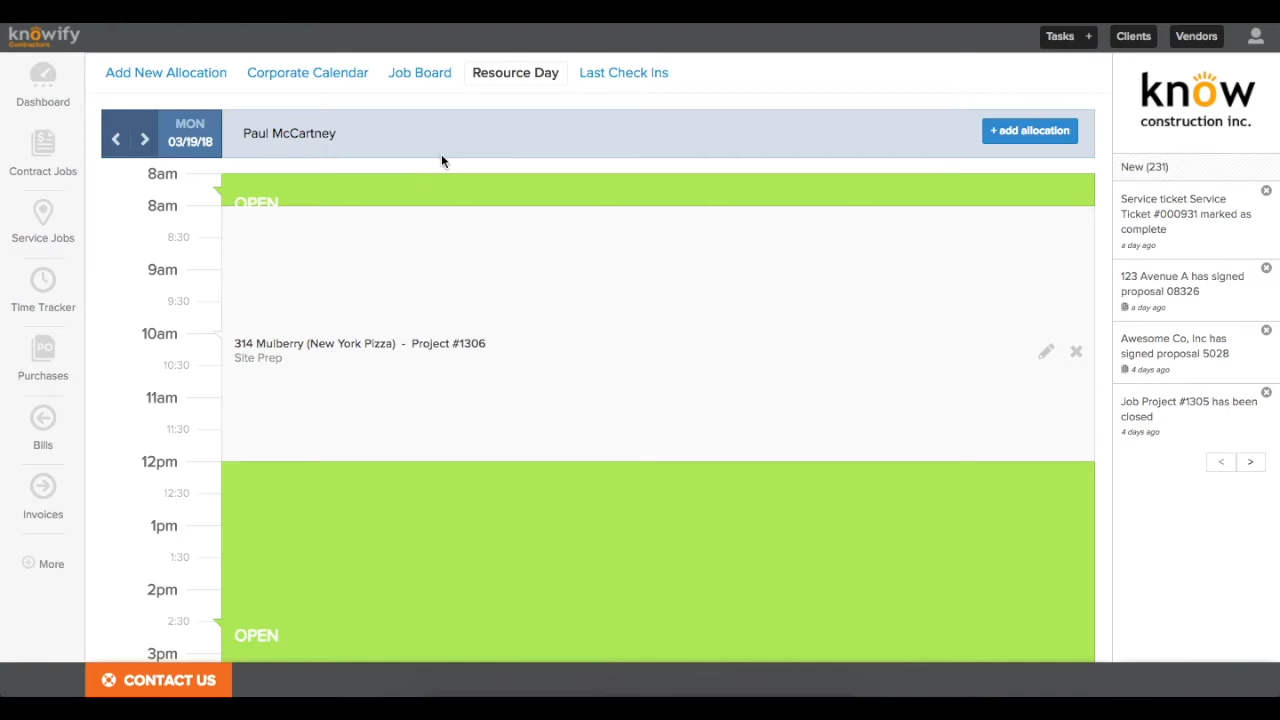 knowify
Contractors
Tasks +
Clients
Vendors
Dashboard
Contract Jobs
Service Jobs
Time Tracker
PO
Purchases
Bills
Invoices
More
Add New Allocation
Corporate Calendar
Job Board
Resource Day
Last Check Ins
MON
03/19/18
Paul McCartney
+ add allocation
8am
OPEN
8am
8:30
9am
9:30
10am
314 Mulberry (New York Pizza) - Project #1306
Site Prep
10:30
11am
11:30
12pm
12:30
1pm
1:30
2pm
2:30
OPEN
3pm
CONTACT US
know
construction inc.
New (231)
Service ticket Service
Ticket #000931 marked as
complete
a day ago
123 Avenue A has signed
proposal 08326
a day ago
Awesome Co, Inc has
signed proposal 5028
4 days ago
Job Project #1305 has been
closed
4 days ago
< >